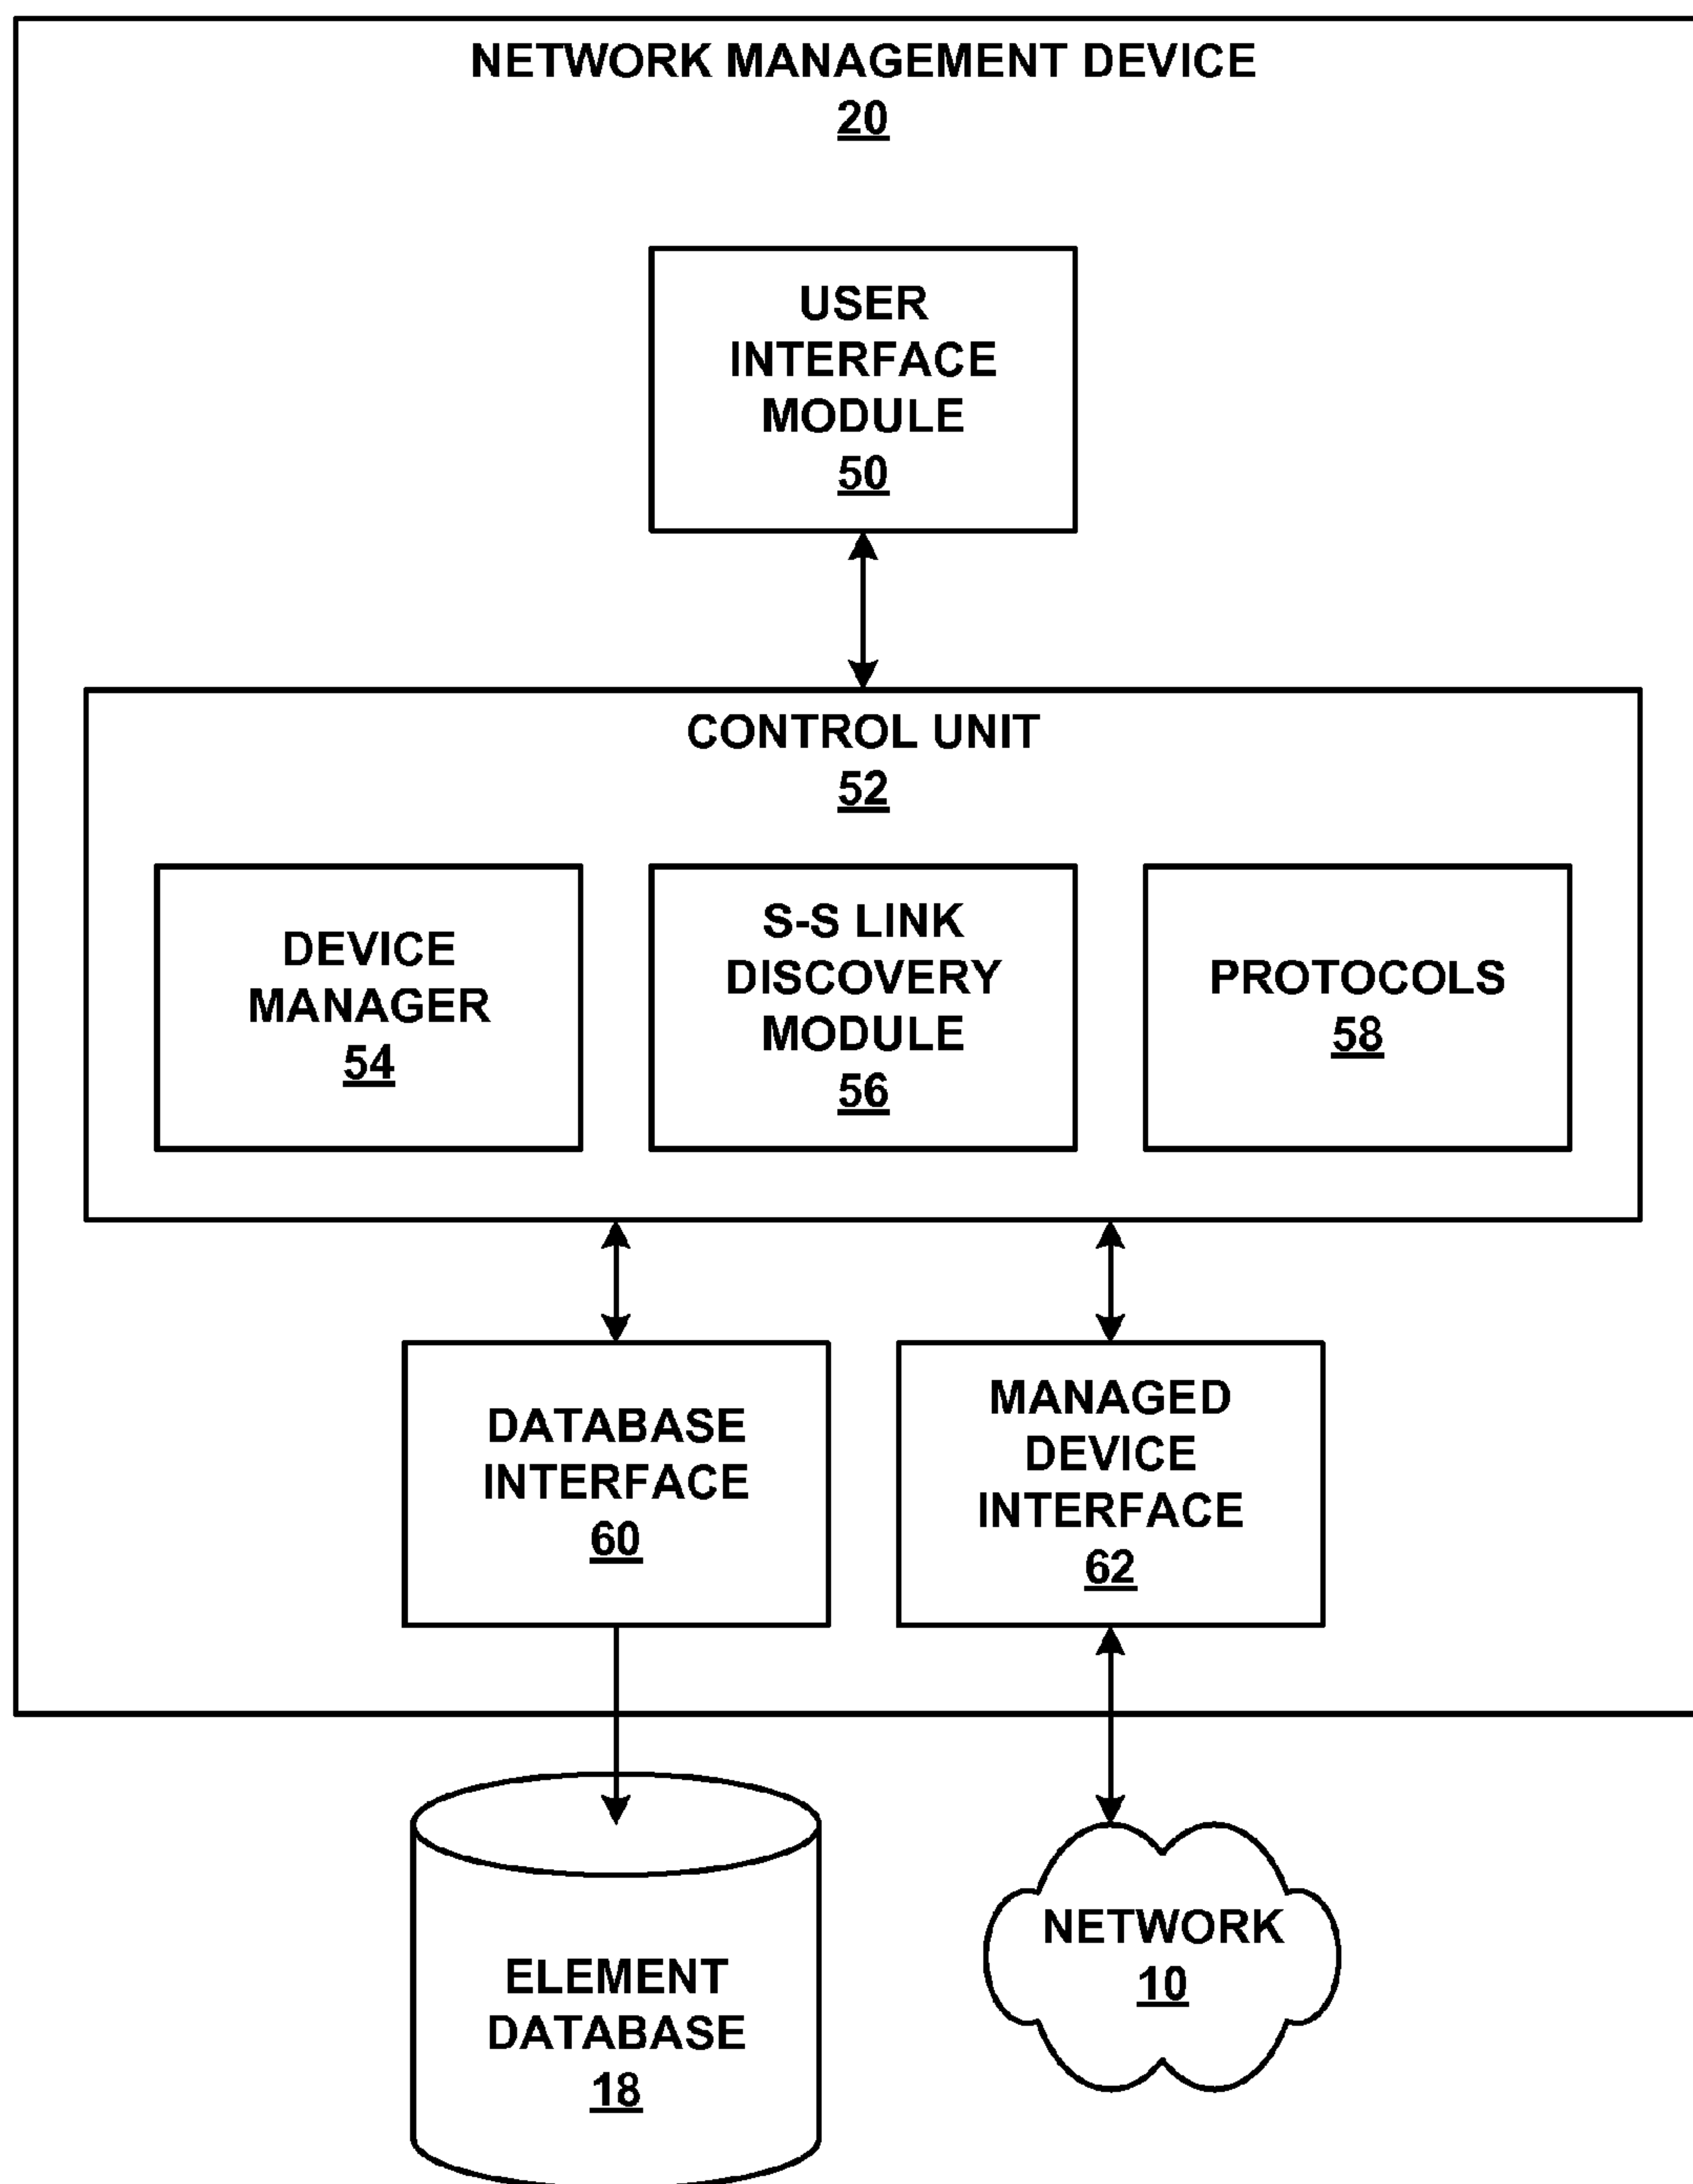 NETWORK MANAGEMENT DEVICE
20
USER
INTERFACE
MODULE
50
CONTROL UNIT
52
DEVICE
MANAGER
54
S-S LINK
DISCOVERY
MODULE
56
PROTOCOLS
58
DATABASE
INTERFACE
60
MANAGED
DEVICE
INTERFACE
62
ELEMENT
DATABASE
18
NETWORK
10